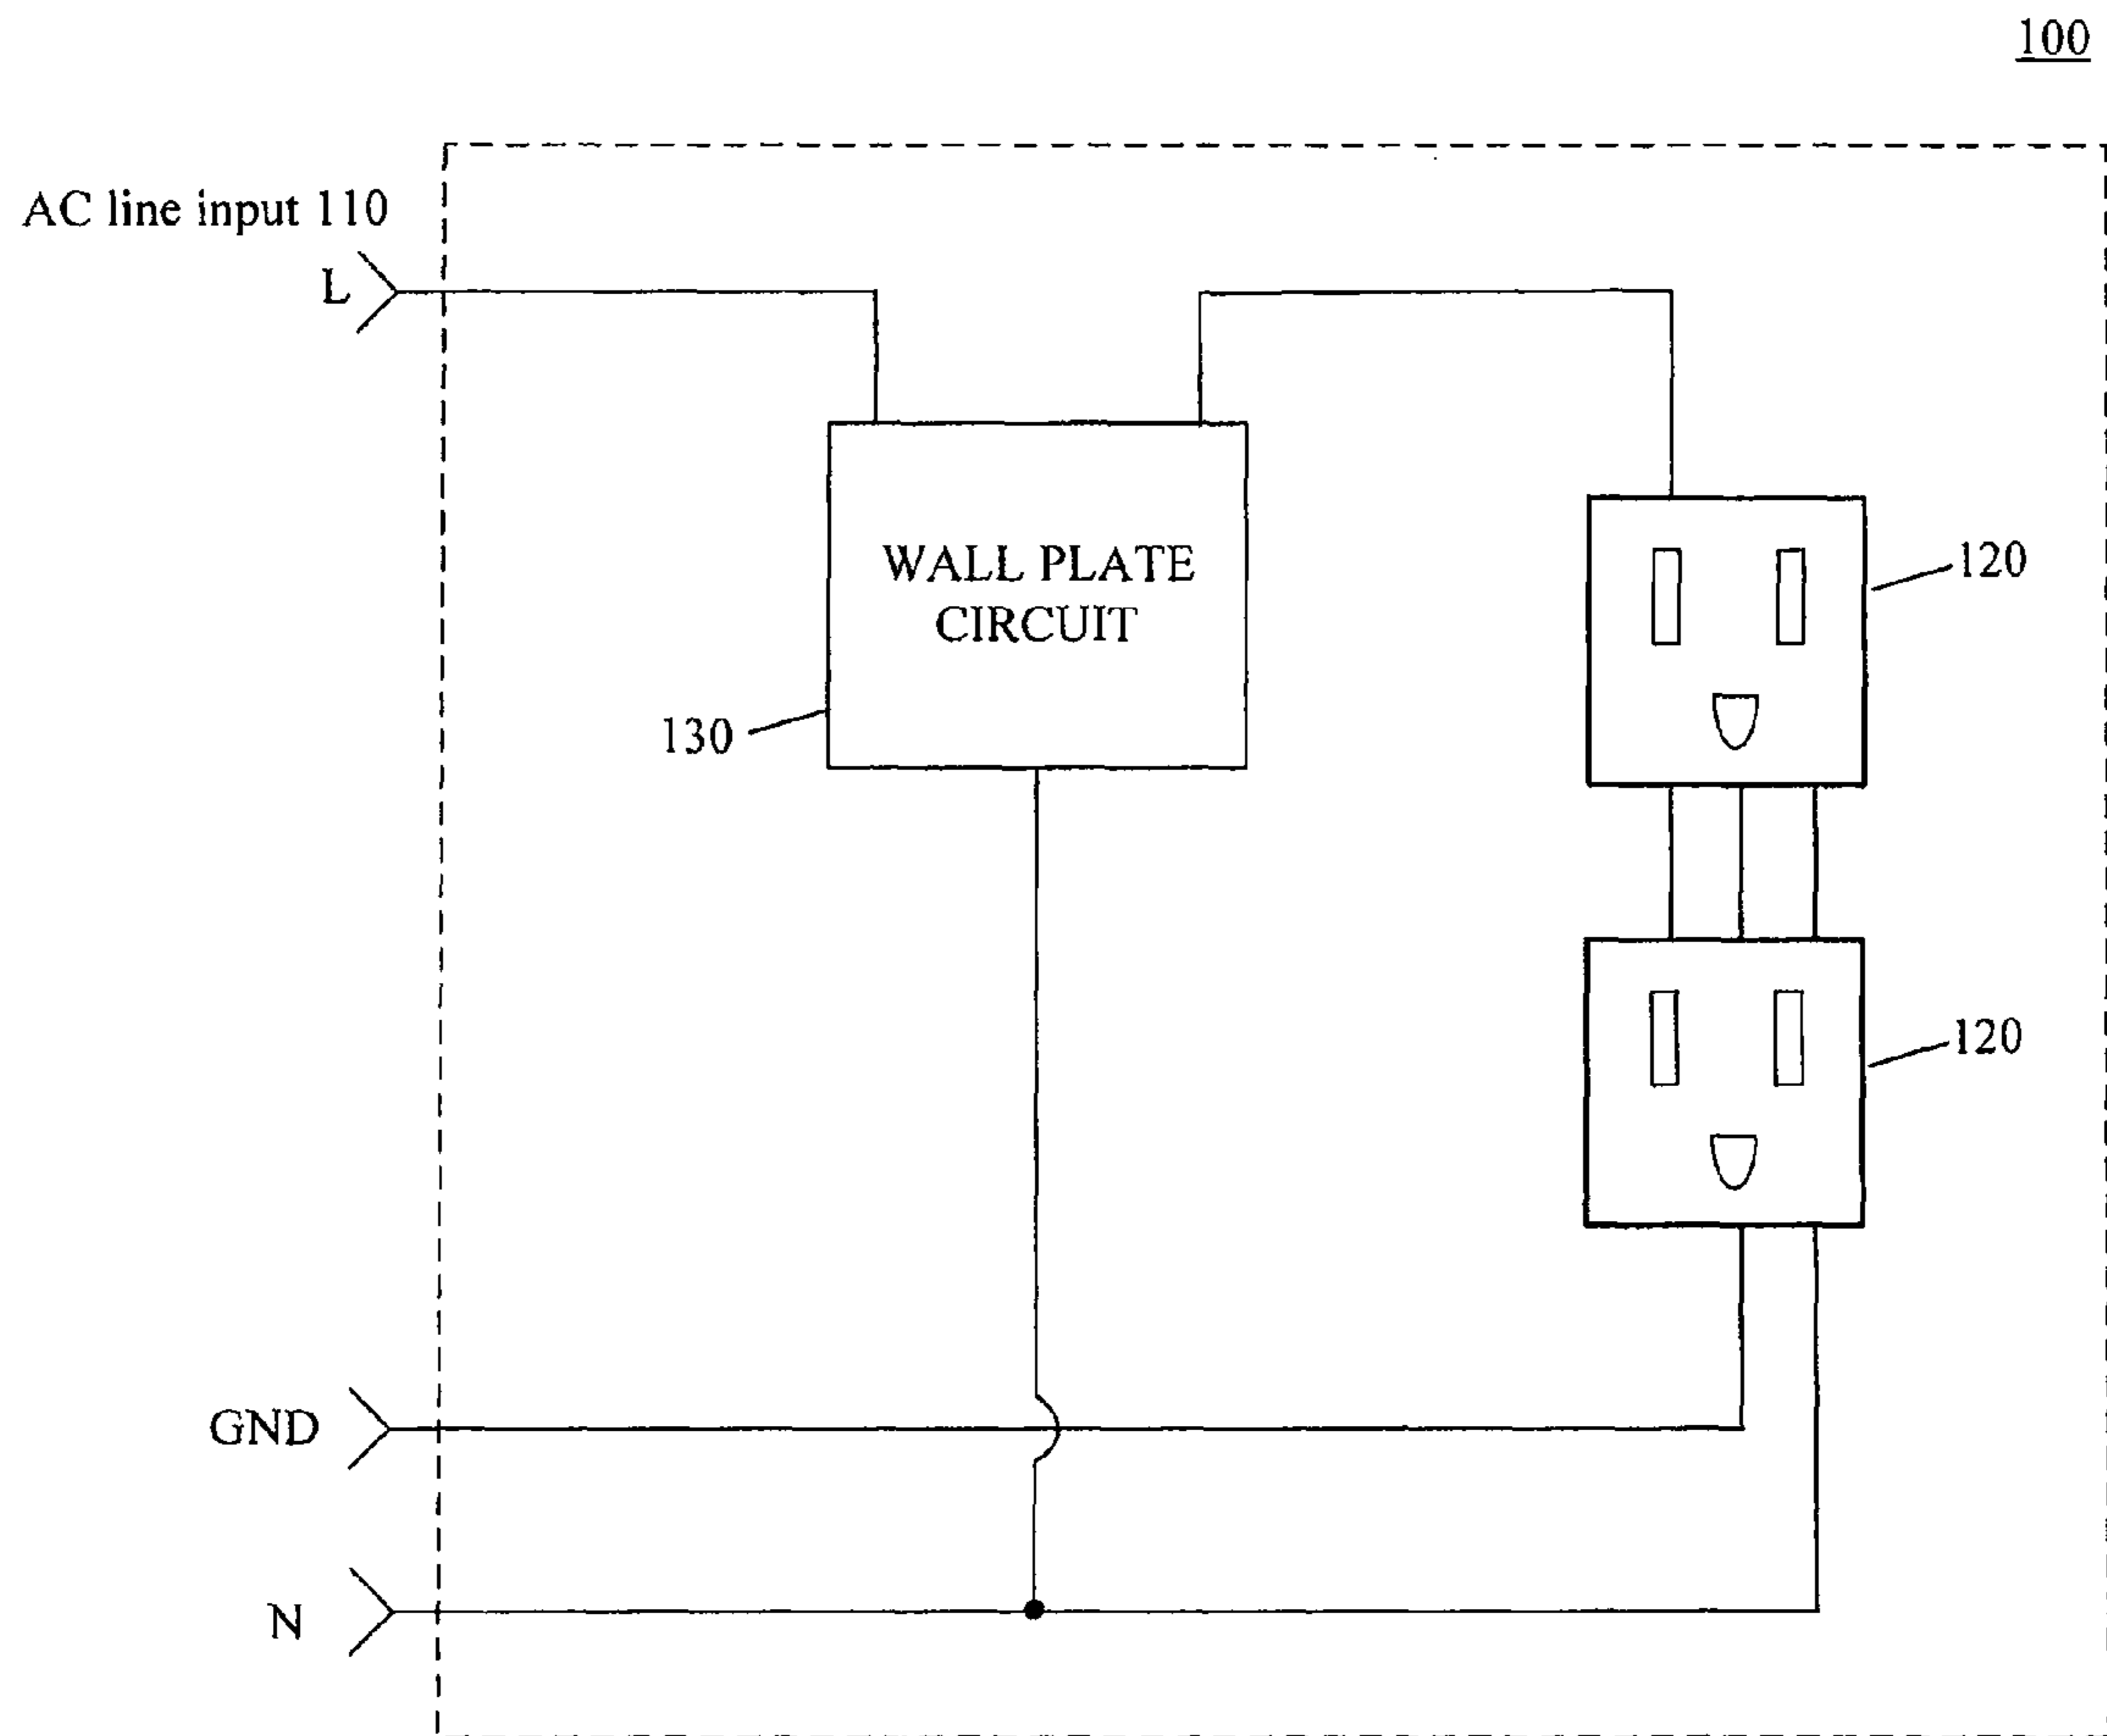 100
AC line input 110
L
WALL PLATE
CIRCUIT
120
130
120
GND
N